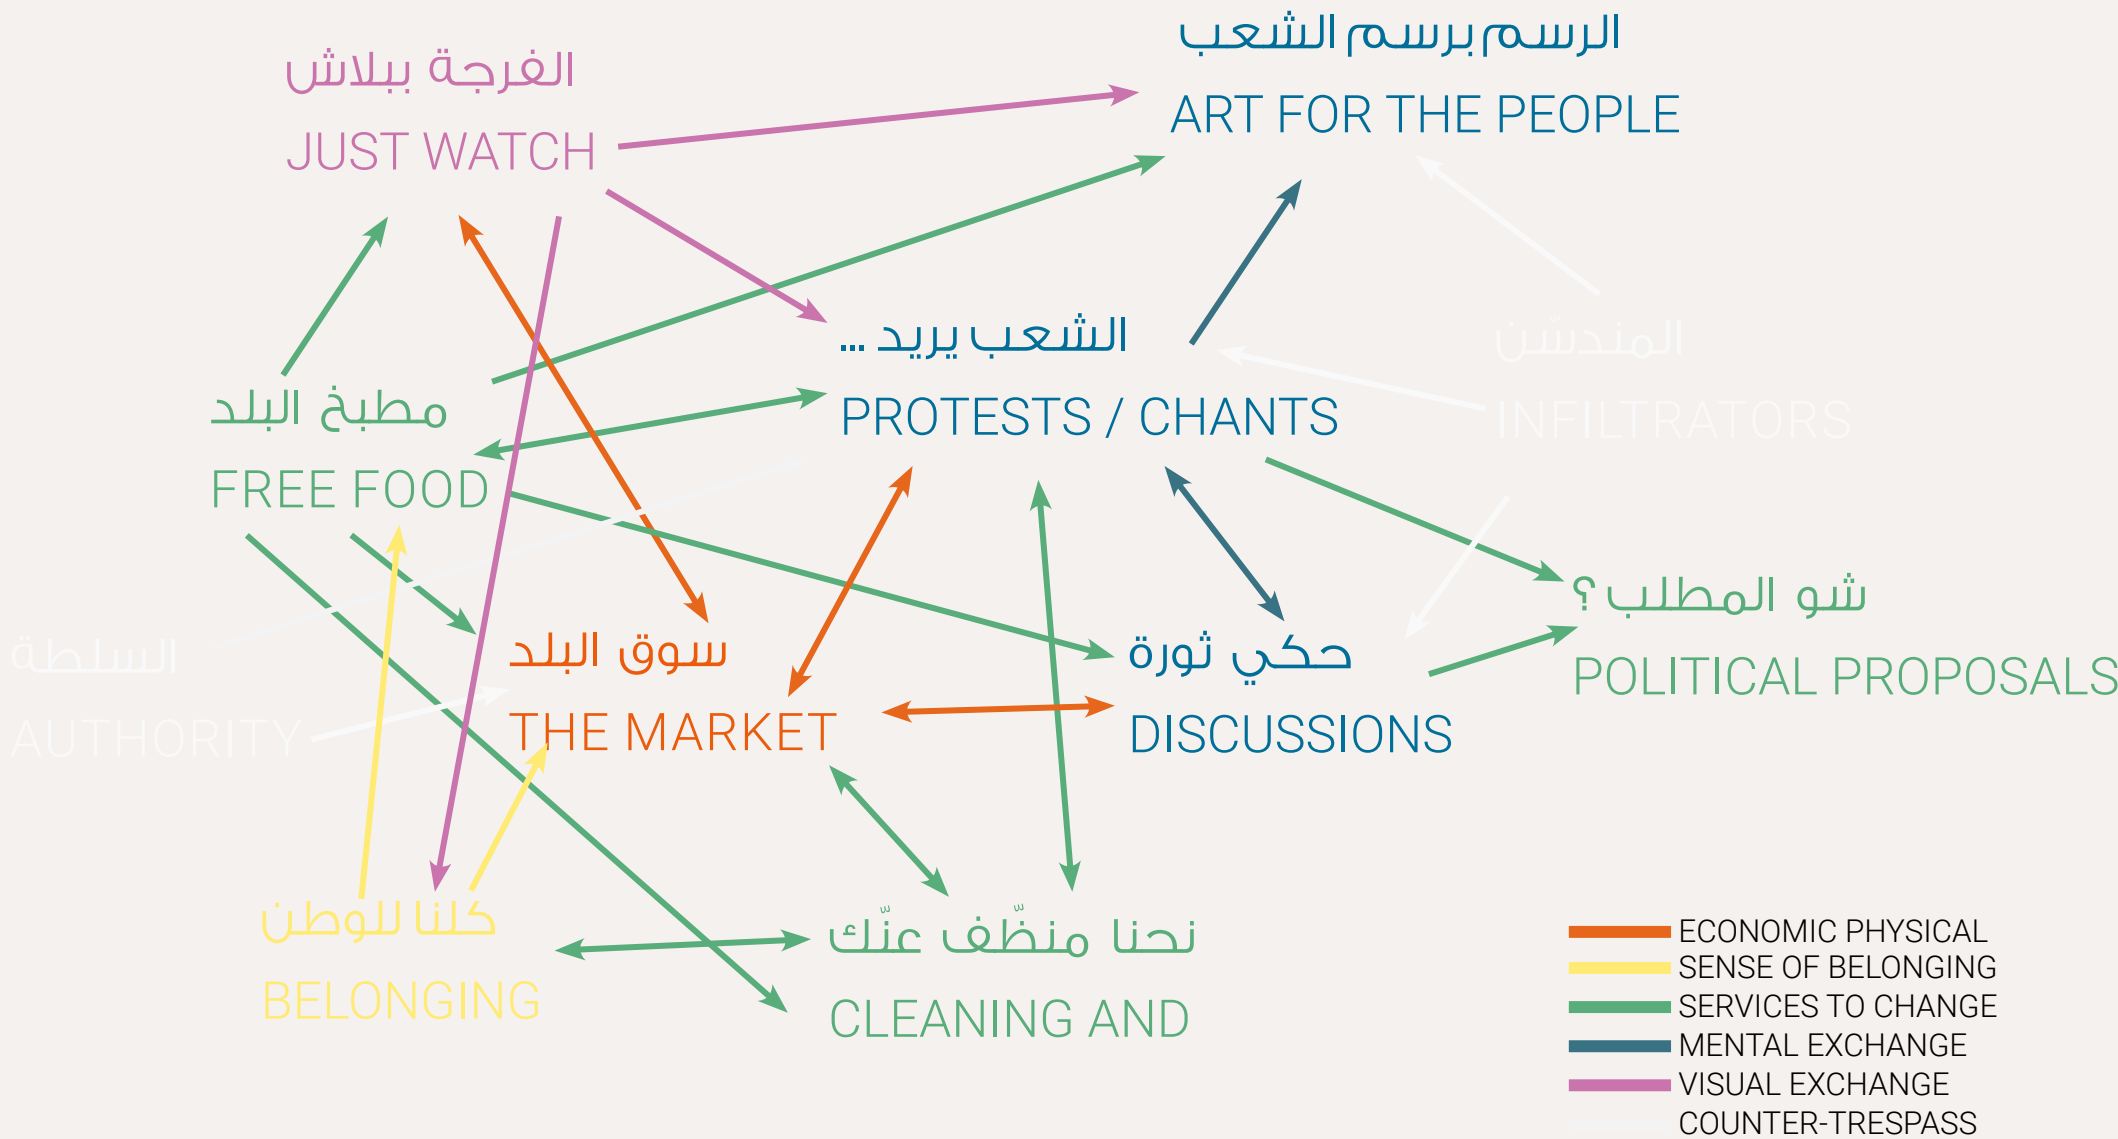 الرسم برسم الشعب
ART FOR THE PEOPLE
الفرجة ببلاش
JUST WATCH
الشعب يريد ...
PROTESTS / CHANTS
المندسّن
INFILTRATORS
مطبخ البلد
FREE FOOD
شو المطلب ؟
POLITICAL PROPOSALS
السلطة
AUTHORITY
سوق البلد
THE MARKET
حكي ثورة
DISCUSSIONS
كلنا للوطن
BELONGING
نحنا منظّف عنّك
CLEANING AND
ECONOMIC PHYSICAL
SENSE OF BELONGING
SERVICES TO CHANGE
MENTAL EXCHANGE
VISUAL EXCHANGE
COUNTER-TRESPASS